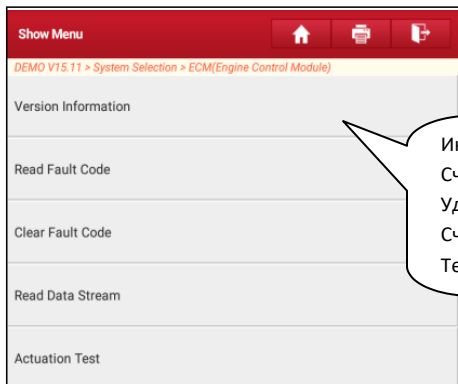 Show Menu
DEMO V15.11 > System Selection > ECM(Engine Control Module)
Version Information
Read Fault Code
Clear Fault Code
Read Data Stream
Actuation Test